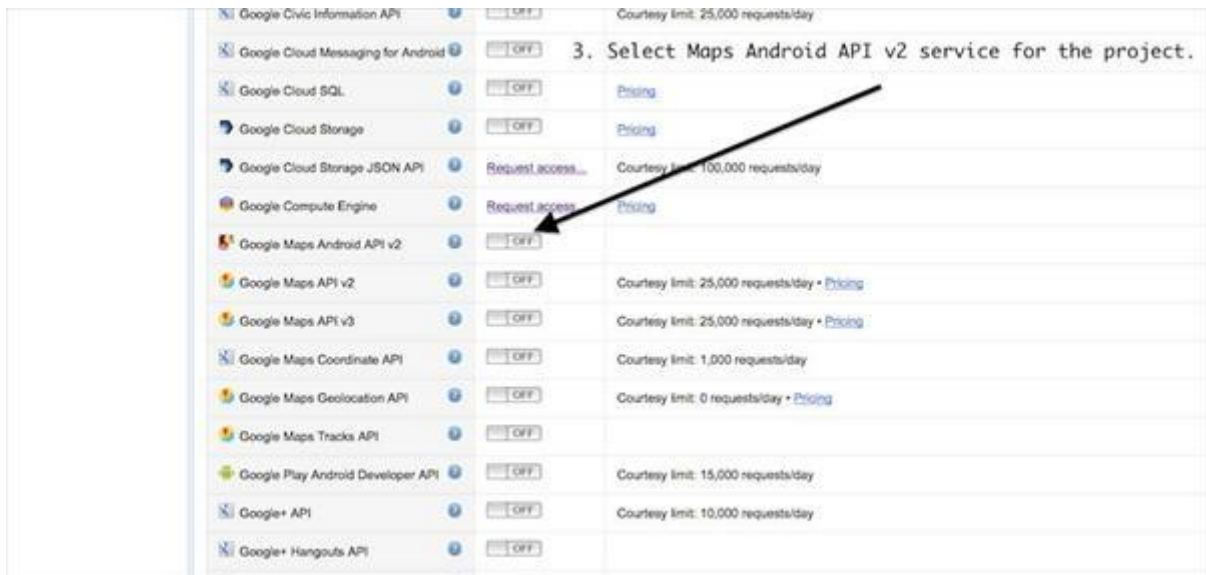 Google Civic Information API OFF Courtesy limit: 25,000 requests/day
Google Cloud Messaging for Android OFF 3. Select Maps Android API v2 service for the project.
Google Cloud SQL OFF Pricing
Google Cloud Storage OFF Pricing
Google Cloud Storage JSON API Request access... Courtesy limit: 100,000 requests/day
Google Compute Engine Request access... Pricing
Google Maps Android API v2 OFF
Google Maps API v2 OFF Courtesy limit: 25,000 requests/day • Pricing
Google Maps API v3 OFF Courtesy limit: 25,000 requests/day • Pricing
Google Maps Coordinate API OFF Courtesy limit: 1,000 requests/day
Google Maps Geolocation API OFF Courtesy limit: 0 requests/day • Pricing
Google Maps Tracks API OFF
Google Play Android Developer API OFF Courtesy limit: 15,000 requests/day
Google+ API OFF Courtesy limit: 10,000 requests/day
Google+ Hangouts API OFF